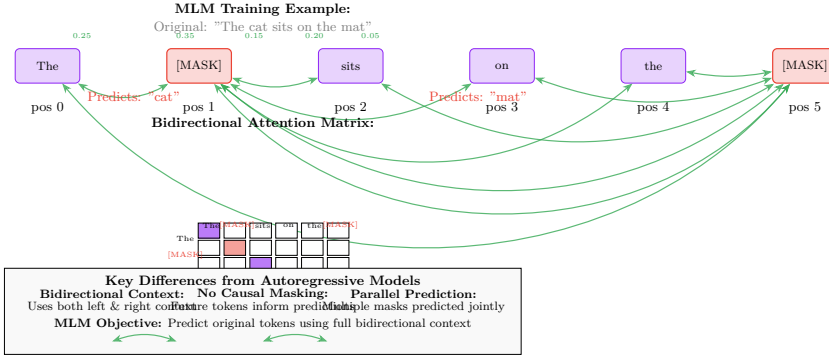 MLM Training Example:
Original: "The cat sits on the mat"
0.25 0.35 0.15 0.20 0.05
The [MASK] sits on the [MASK]
Predicts: "cat" Predicts: "mat"
pos 0 pos 1 pos 2 pos 3 pos 4 pos 5
Bidirectional Attention Matrix:
The [MASK] sits on the [MASK]
The
[MASK]
Key Differences from Autoregressive Models
Bidirectional Context: No Causal Masking: Parallel Prediction:
Uses both left & right context Future tokens inform predictions Multiple masks predicted jointly
MLM Objective: Predict original tokens using full bidirectional context